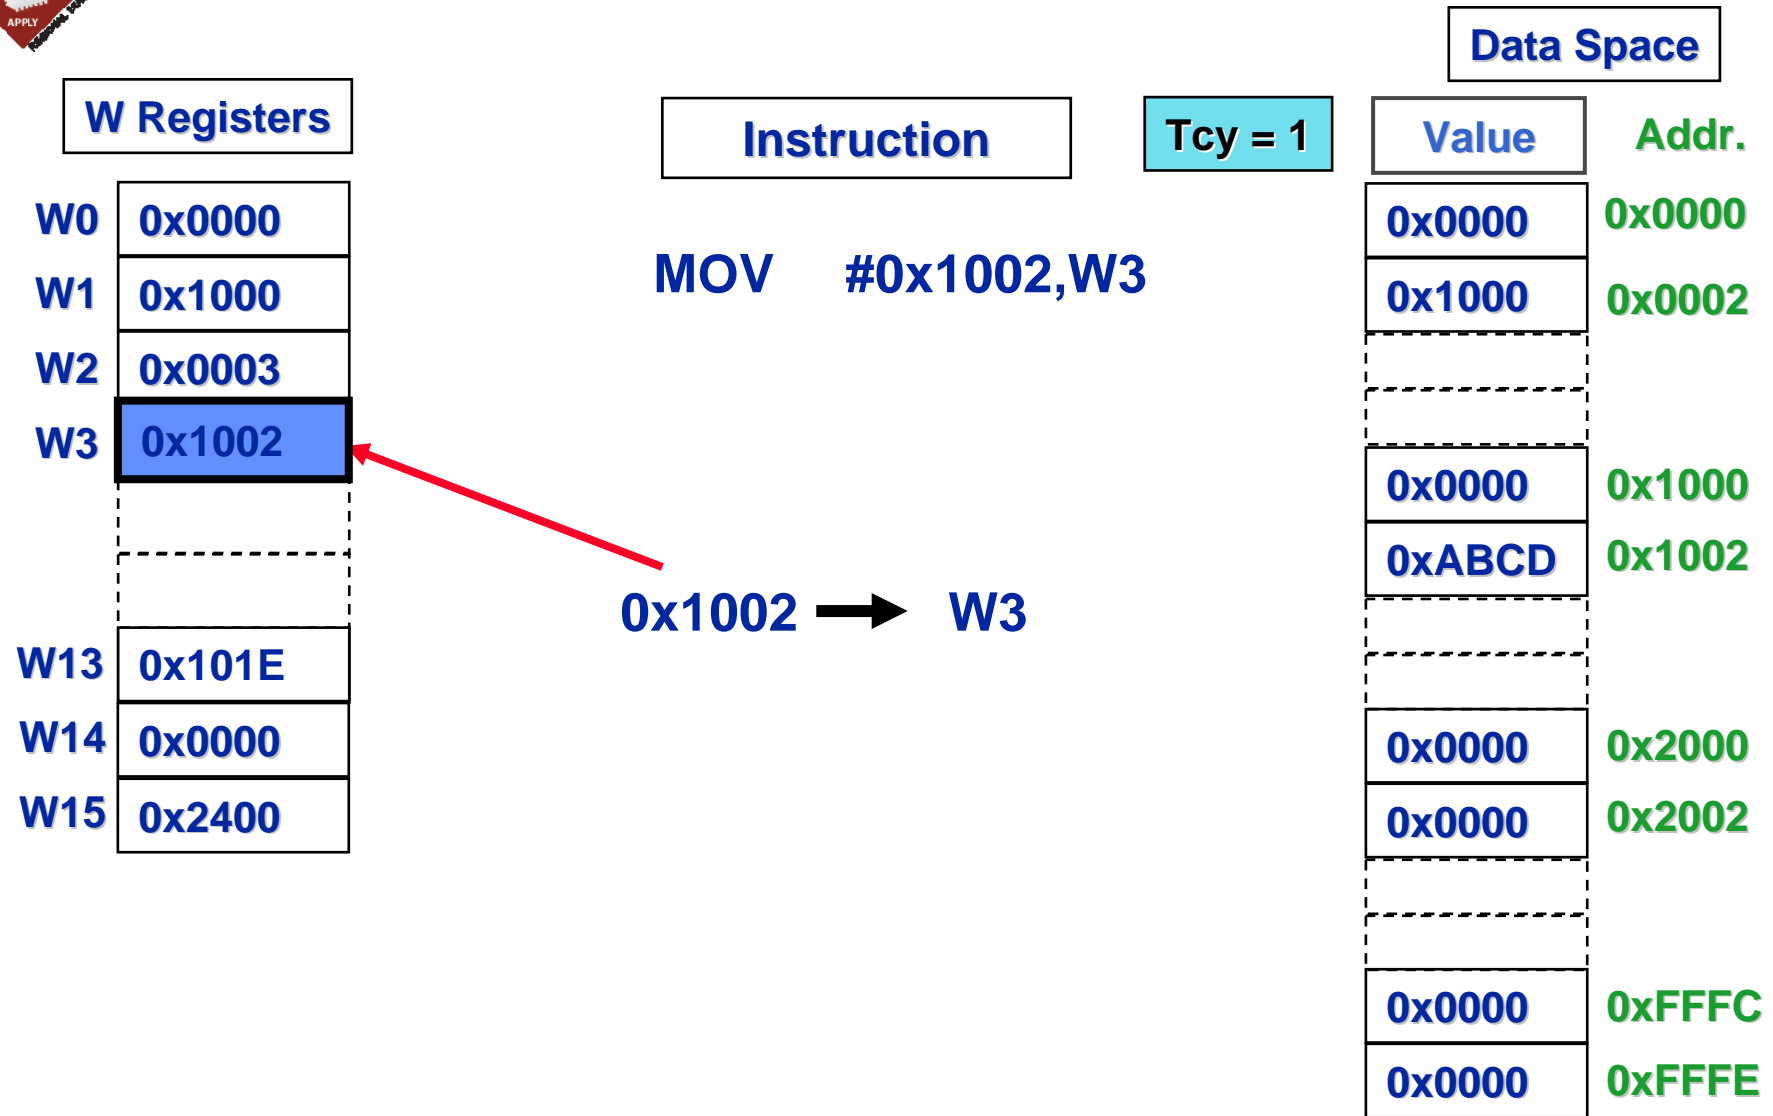 APPLY
Data Space
W Registers
Instruction
Tcy = 1
Value
Addr.
W0 0x0000
W1 0x1000
W2 0x0003
W3 0x1002
W13 0x101E
W14 0x0000
W15 0x2400
MOV #0x1002,W3
0x1002 W3
0x0000 0x0000
0x1000 0x0002
0x0000 0x1000
0xABCD 0x1002
0x0000 0x2000
0x0000 0x2002
0x0000 0xFFFC
0x0000 0xFFFE